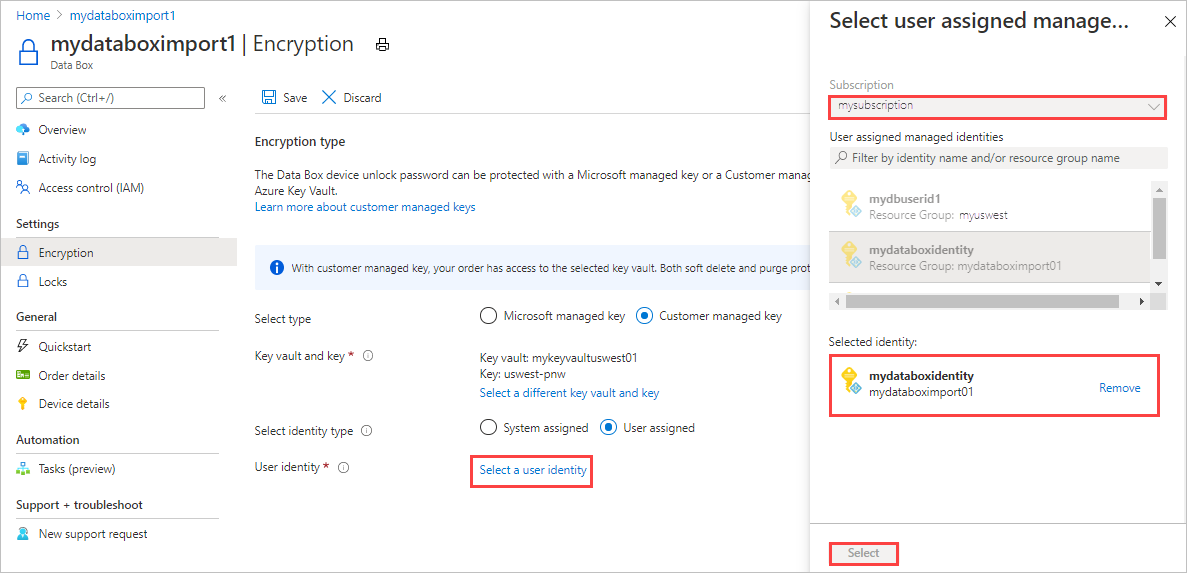 Home > mydataboximport1
mydataboximport1 | Encryption
Data Box
Search (Ctrl+/)
«
Overview
Activity log
Access control (IAM)
Settings
Encryption
Locks
General
Quickstart
Order details
Device details
Automation
Tasks (preview)
Support + troubleshoot
New support request
Save
Discard
Encryption type
The Data Box device unlock password can be protected with a Microsoft managed key or a Customer manag
Azure Key Vault.
Learn more about customer managed keys
With customer managed key, your order has access to the selected key vault. Both soft delete and purge prot
Select type
Microsoft managed key
Customer managed key
Key vault and key *
Key vault: mykeyvaultuswest01
Key: uswest-pnw
Select a different key vault and key
Select identity type
System assigned
User assigned
User identity *
Select a user identity
Select user assigned manage...
Subscription
mysubscription
User assigned managed identities
Filter by identity name and/or resource group name
mydbuserid1
Resource Group: myuswest
mydataboxidentity
Resource Group: mydataboximport01
Selected identity:
mydataboxidentity
mydataboximport01
Remove
Select